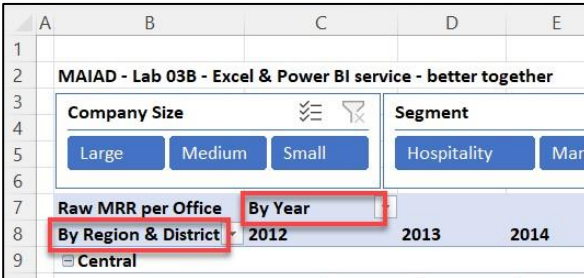 A B C D E
1
2 MAIAD - Lab 03B - Excel & Power BI service - better together
3 Company Size Segment
4
5 Large Medium Small Hospitality Mar
6
7 Raw MRR per Office By Year
8 By Region & District 2012 2013 2014
9 Central